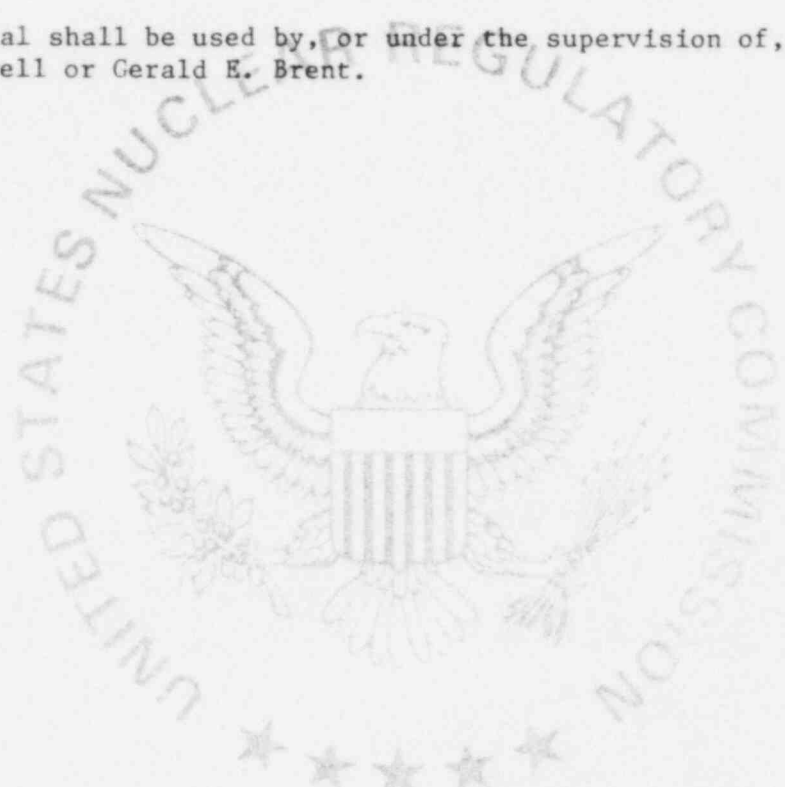 al shall be used by, or under the supervision of,
ell or Gerald E. Brent.
UNITED STATES NUCLEAR REGULATORY COMMISSION